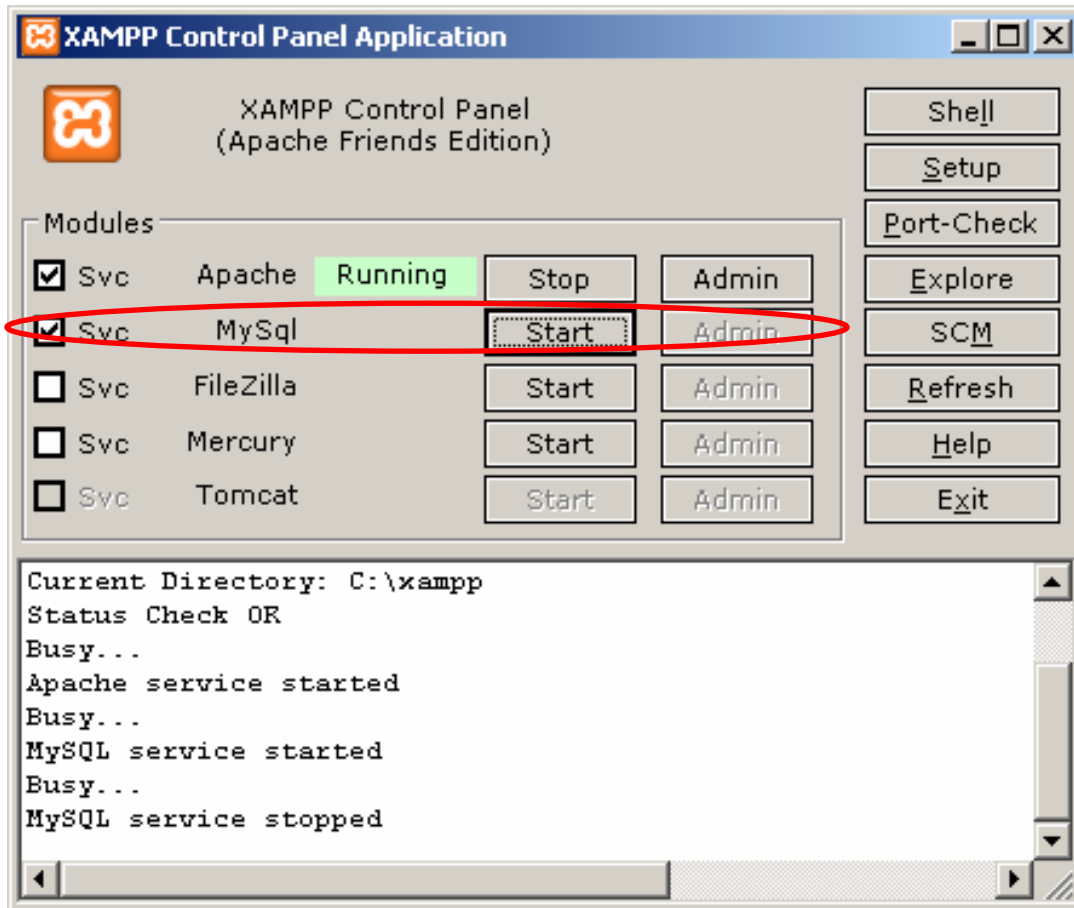 XAMPP Control Panel Application
XAMPP Control Panel
(Apache Friends Edition)
Shell
Setup
Port-Check
Modules
Svc Apache Running Stop Admin Explore
Svc MySql Start Admin SCM
Svc FileZilla Start Admin Refresh
Svc Mercury Start Admin Help
Svc Tomcat Start Admin Exit
Current Directory: C:\xampp
Status Check OK
Busy...
Apache service started
Busy...
MySQL service started
Busy...
MySQL service stopped